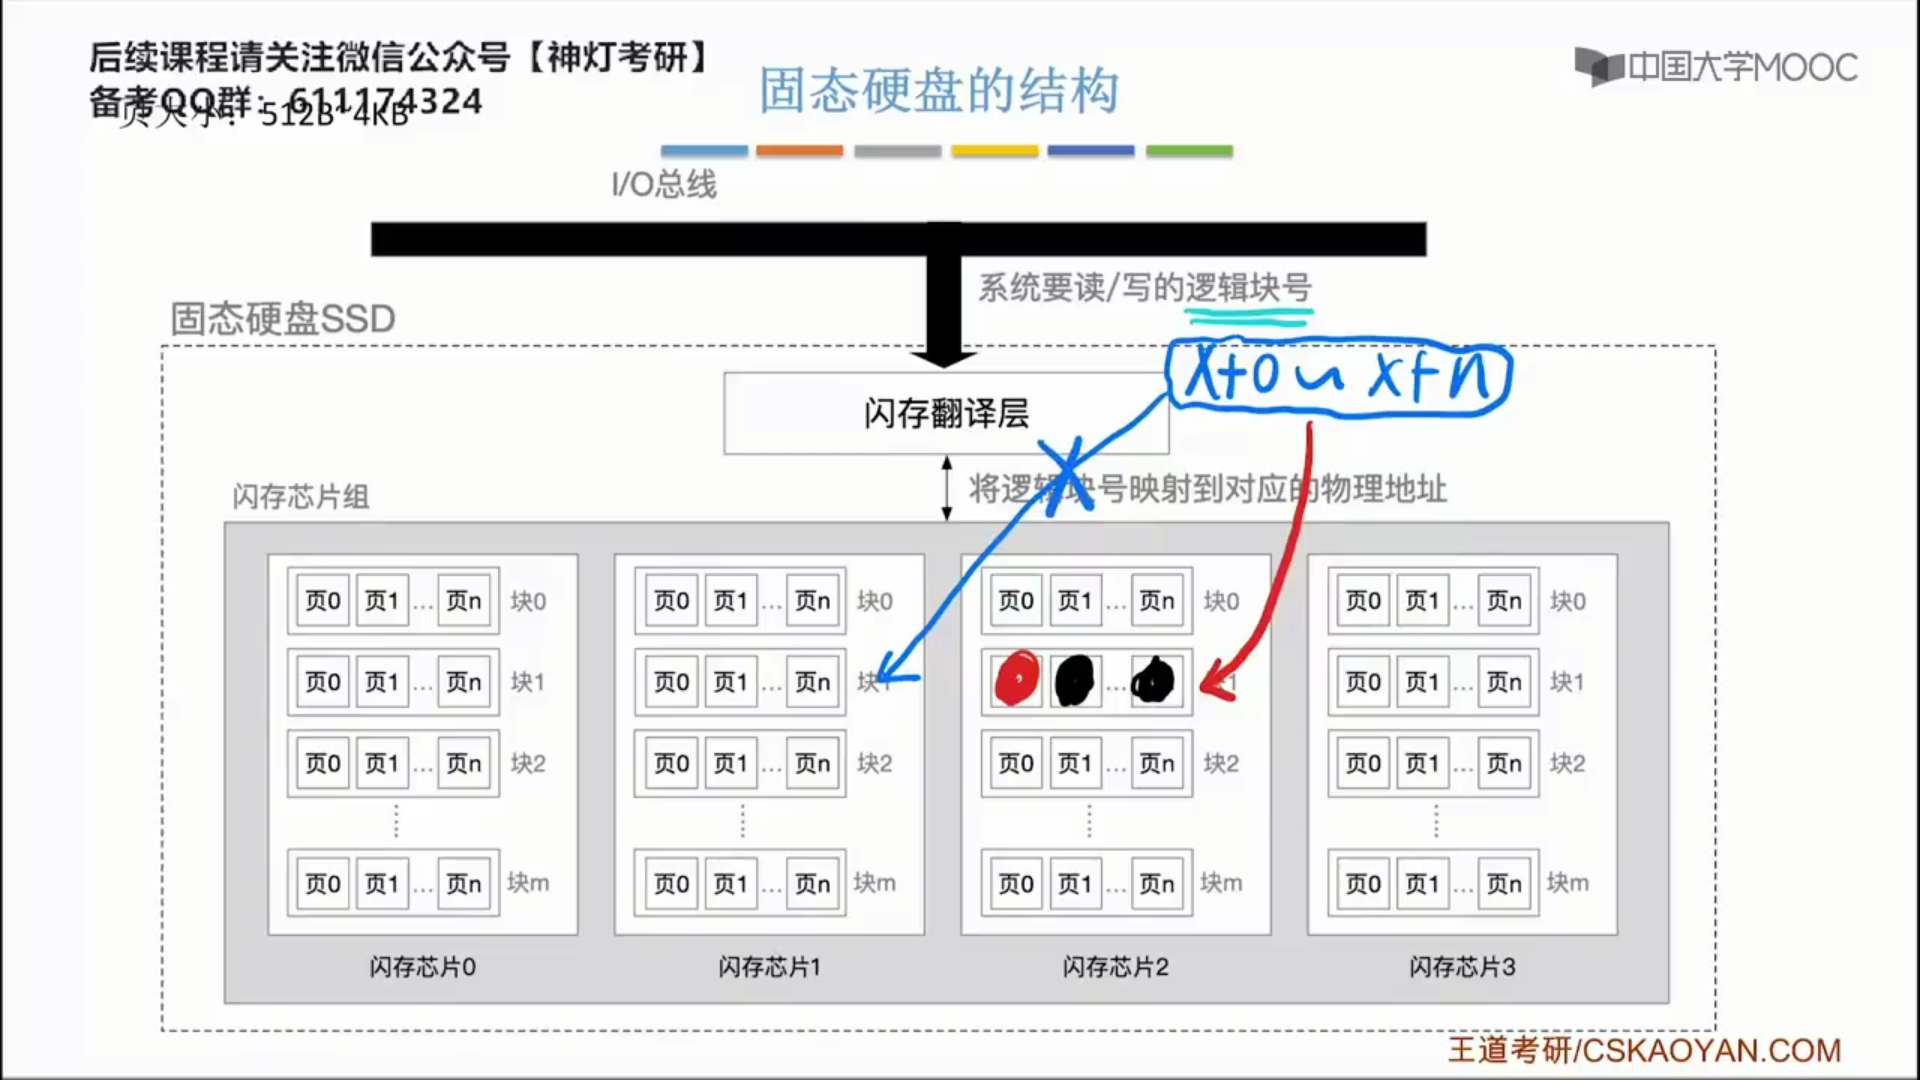 后续课程请关注微信公众号【神灯考研】
备考QQ群：611174324
页大小：512B~4KB
固态硬盘的结构
中国大学MOOC
I/O总线
系统要读/写的逻辑块号
固态硬盘SSD
X+0 ~ X+n
闪存翻译层
将逻辑块号映射到对应的物理地址
闪存芯片组
页0 页1 ... 页n 块0 页0 页1 ... 页n 块0 页0 页1 ... 页n 块0 页0 页1 ... 页n 块0
页0 页1 ... 页n 块1 页0 页1 ... 页n 块1 ... 1 页0 页1 ... 页n 块1
页0 页1 ... 页n 块2 页0 页1 ... 页n 块2 页0 页1 ... 页n 块2 页0 页1 ... 页n 块2
页0 页1 ... 页n 块m 页0 页1 ... 页n 块m 页0 页1 ... 页n 块m 页0 页1 ... 页n 块m
闪存芯片0 闪存芯片1 闪存芯片2 闪存芯片3
王道考研/CSKAOYAN.COM